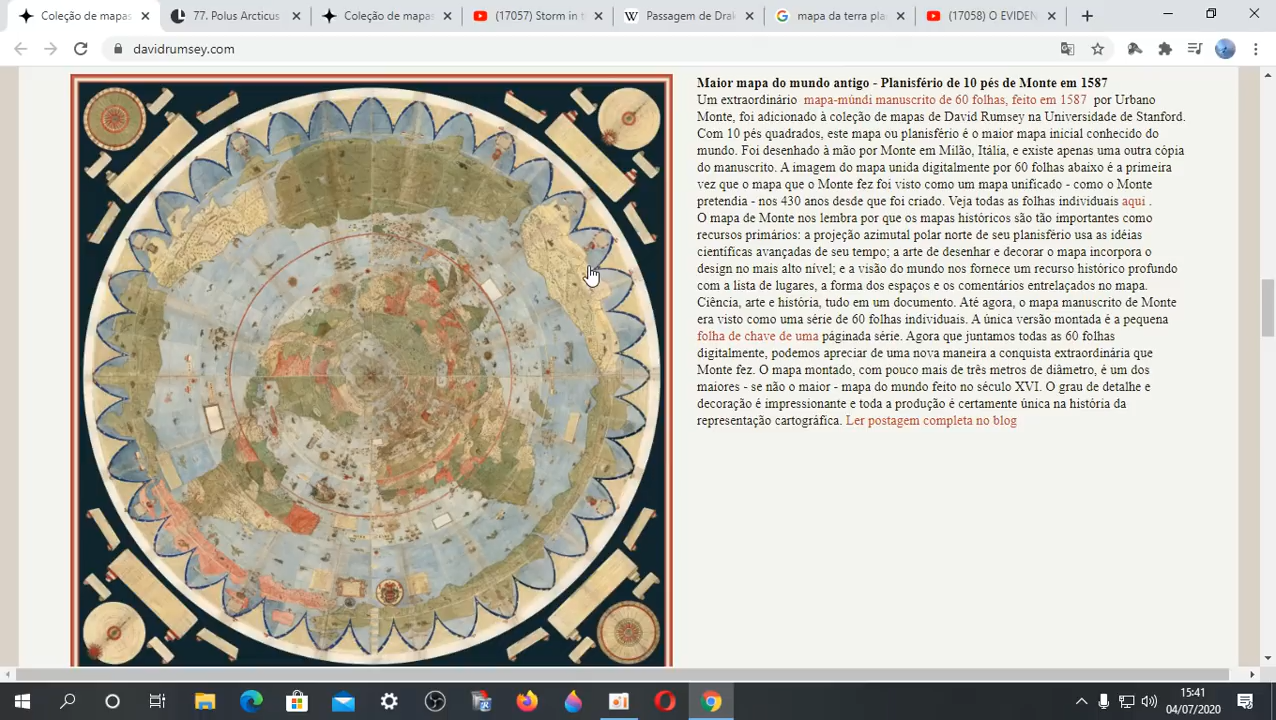 Coleção de mapas
77. Polus Arcticus
Coleção de mapas
(17057) Storm in t
Passagem de Drak
mapa da terra pla
(17058) O EVIDEN
davidrumsey.com
Maior mapa do mundo antigo - Planisfério de 10 pés de Monte em 1587
Um extraordinário mapa-múndi manuscrito de 60 folhas, feito em 1587 por Urbano
Monte, foi adicionado à coleção de mapas de David Rumsey na Universidade de Stanford.
Com 10 pés quadrados, este mapa ou planisfério é o maior mapa inicial conhecido do
mundo. Foi desenhado à mão por Monte em Milão, Itália, e existe apenas uma outra cópia
do manuscrito. A imagem do mapa unida digitalmente por 60 folhas abaixo é a primeira
vez que o mapa que o Monte fez foi visto como um mapa unificado - como o Monte
pretendia - nos 430 anos desde que foi criado. Veja todas as folhas individuais aqui .
O mapa de Monte nos lembra por que os mapas históricos são tão importantes como
recursos primários: a projeção azimutal polar norte de seu planisfério usa as idéias
científicas avançadas de seu tempo; a arte de desenhar e decorar o mapa incorpora o
design no mais alto nível; e a visão do mundo nos fornece um recurso histórico profundo
com a lista de lugares, a forma dos espaços e os comentários entrelaçados no mapa.
Ciência, arte e história, tudo em um documento. Até agora, o mapa manuscrito de Monte
era visto como uma série de 60 folhas individuais. A única versão montada é a pequena
folha de chave de uma páginada série. Agora que juntamos todas as 60 folhas
digitalmente, podemos apreciar de uma nova maneira a conquista extraordinária que
Monte fez. O mapa montado, com pouco mais de três metros de diâmetro, é um dos
maiores - se não o maior - mapa do mundo feito no século XVI. O grau de detalhe e
decoração é impressionante e toda a produção é certamente única na história da
representação cartográfica. Ler postagem completa no blog
15:41
04/07/2020